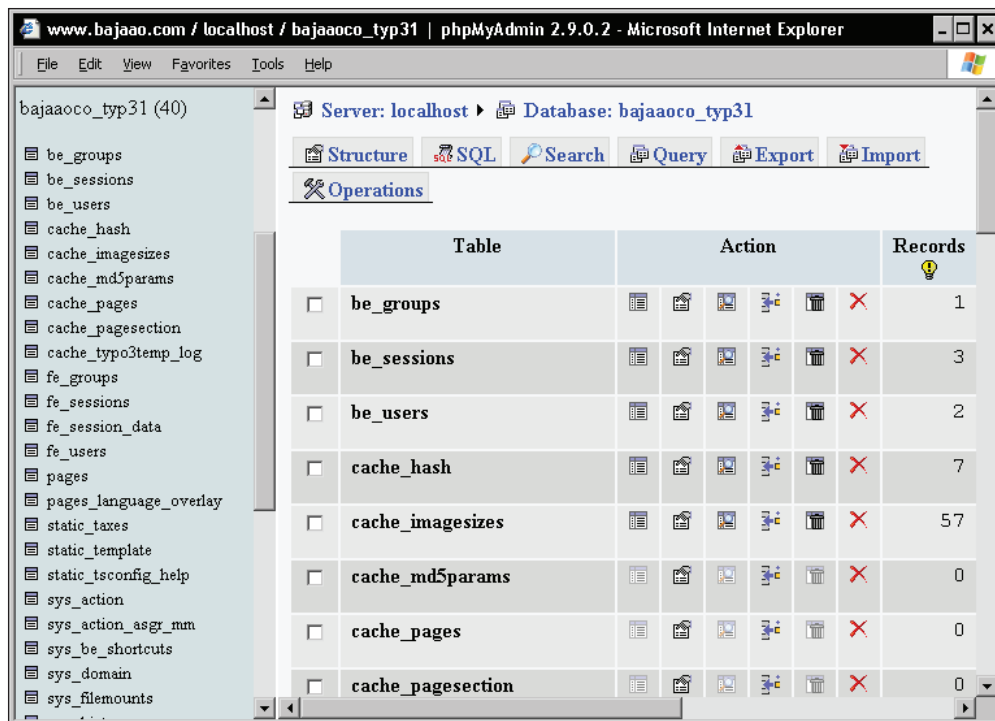 www.bajaao.com / localhost / bajaaoco_typ31 | phpMyAdmin 2.9.0.2 - Microsoft Internet Explorer
File Edit View Favorites Tools Help
bajaaoco_typ31 (40)
be_groups
be_sessions
be_users
cache_hash
cache_imagesizes
cache_md5params
cache_pages
cache_pagesection
cache_typo3temp_log
fe_groups
fe_sessions
fe_session_data
fe_users
pages
pages_language_overlay
static_taxes
static_template
static_tsconfig_help
sys_action
sys_action_asgr_mm
sys_be_shortcuts
sys_domain
sys_filemounts
Server: localhost Database: bajaaoco_typ31
Structure SQL Search Query Export Import
Operations
Table Action Records
be_groups 1
be_sessions 3
be_users 2
cache_hash 7
cache_imagesizes 57
cache_md5params 0
cache_pages 0
cache_pagesection 0